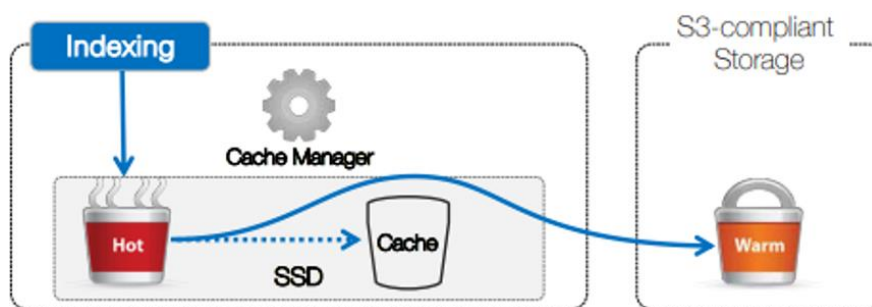 Indexing
S3-compliant
Storage
Cache Manager
Hot
Cache
Warm
SSD